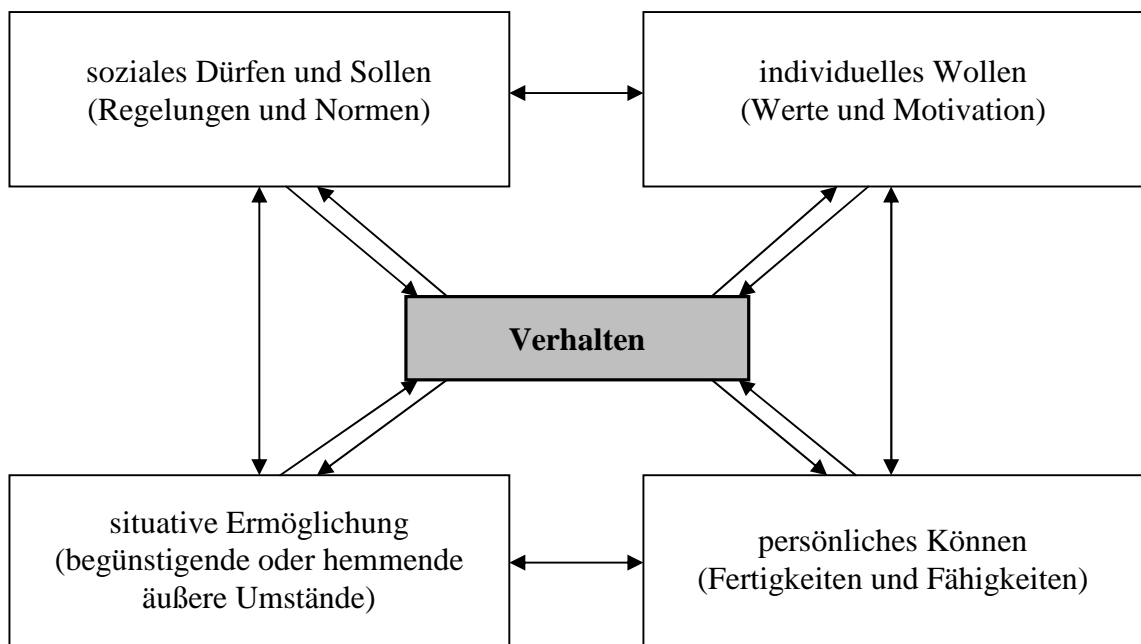 soziales Dürfen und Sollen
(Regelungen und Normen)
individuelles Wollen
(Werte und Motivation)
Verhalten
situative Ermöglichung
(begünstigende oder hemmende
äußere Umstände)
persönliches Können
(Fertigkeiten und Fähigkeiten)